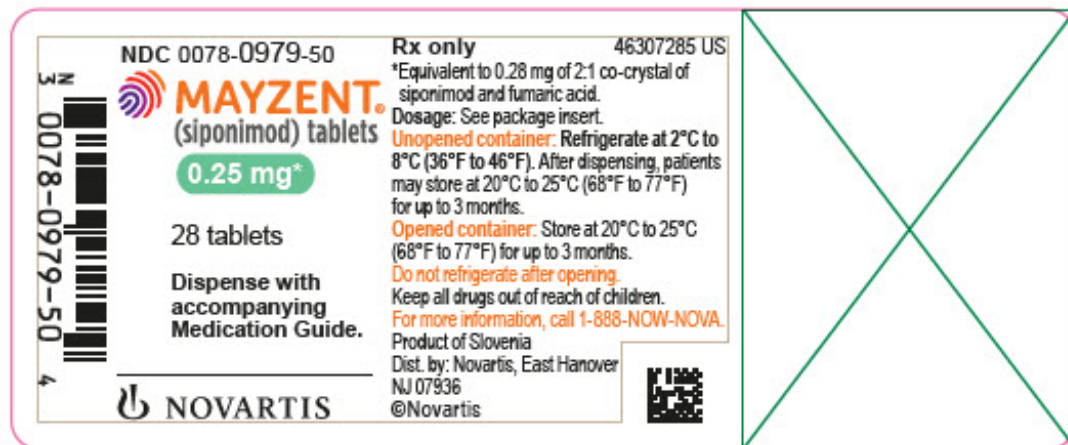 N
3
0078-0979-50
4
NDC 0078-0979-50
MAYZENT®
(siponimod) tablets
0.25 mg*
28 tablets
Dispense with
accompanying
Medication Guide.
NOVARTIS
Rx only 46307285 US
*Equivalent to 0.28 mg of 2:1 co-crystal of
siponimod and fumaric acid.
Dosage: See package insert.
Unopened container: Refrigerate at 2°C to
8°C (36°F to 46°F). After dispensing, patients
may store at 20°C to 25°C (68°F to 77°F)
for up to 3 months.
Opened container: Store at 20°C to 25°C
(68°F to 77°F) for up to 3 months.
Do not refrigerate after opening.
Keep all drugs out of reach of children.
For more information, call 1-888-NOW-NOVA.
Product of Slovenia
Dist. by: Novartis, East Hanover
NJ 07936
©Novartis